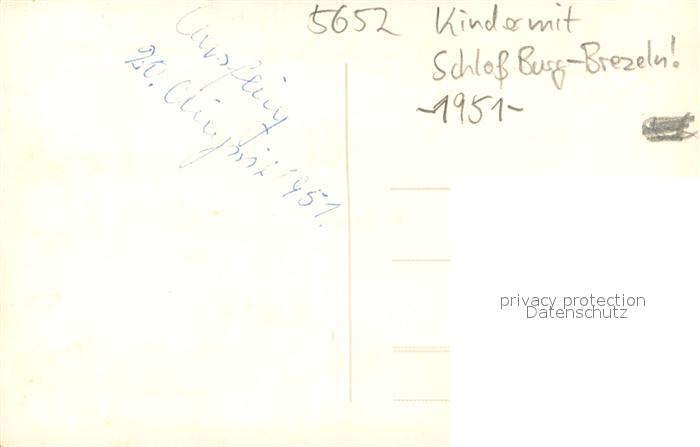 5652 Kinder mit
Schloß Burg-Brezeln!
-1951-
Ausflug
20. August 1951.
privacy protection
Datenschutz